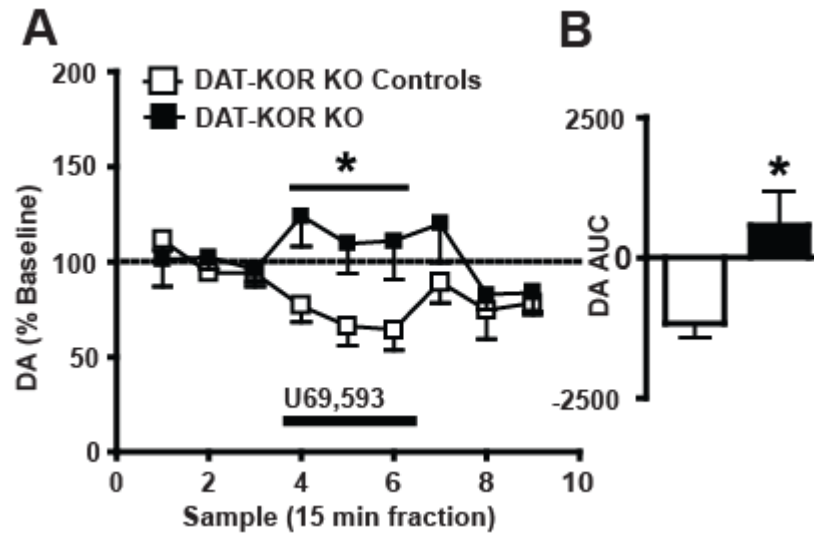 A
B
200
150
100
50
0
DA (% Baseline)
DAT-KOR KO Controls
DAT-KOR KO
*
U69,593
0 2 4 6 8 10
Sample (15 min fraction)
2500
0
-2500
DA AUC
*